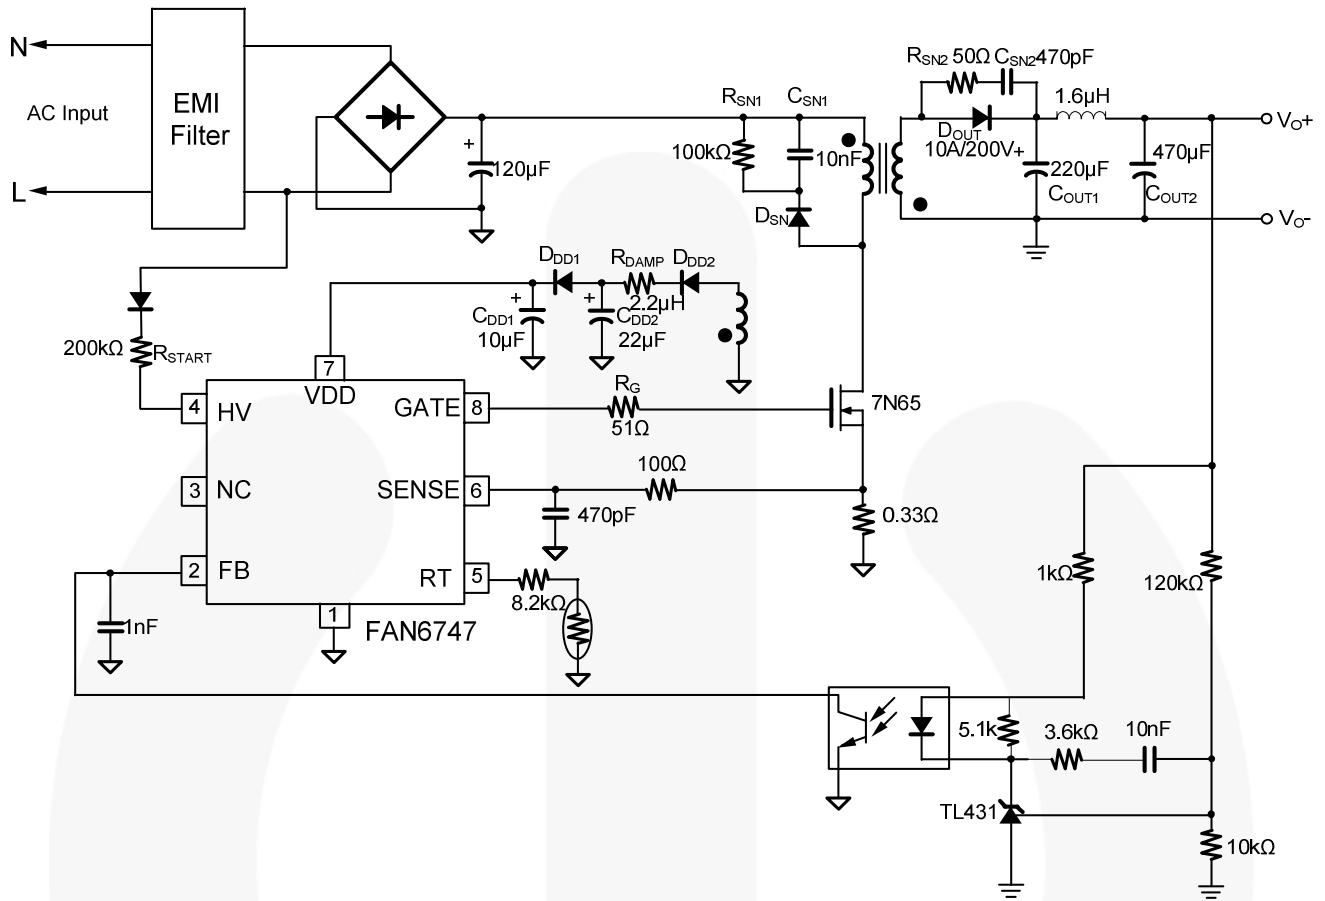 N
AC Input
L
EMI
Filter
120µF
+
RSN1
CSN1
100kΩ
10nF
DSN
RSN2 50Ω
CSN2 470pF
1.6µH
DOUT
10A/200V
+
220µF
COUT1
470µF
COUT2
VO+
VO-
200kΩ
RSTART
DDD1
RDAMP
DDD2
2.2µH
+
CDD1
10µF
+
CDD2
22µF
7
VDD
4
HV
3
NC
2
FB
1
GATE
8
SENSE
6
RT
5
FAN6747
RG
51Ω
7N65
100Ω
470pF
0.33Ω
8.2kΩ
1nF
1kΩ
120kΩ
5.1k
3.6kΩ
10nF
TL431
10kΩ